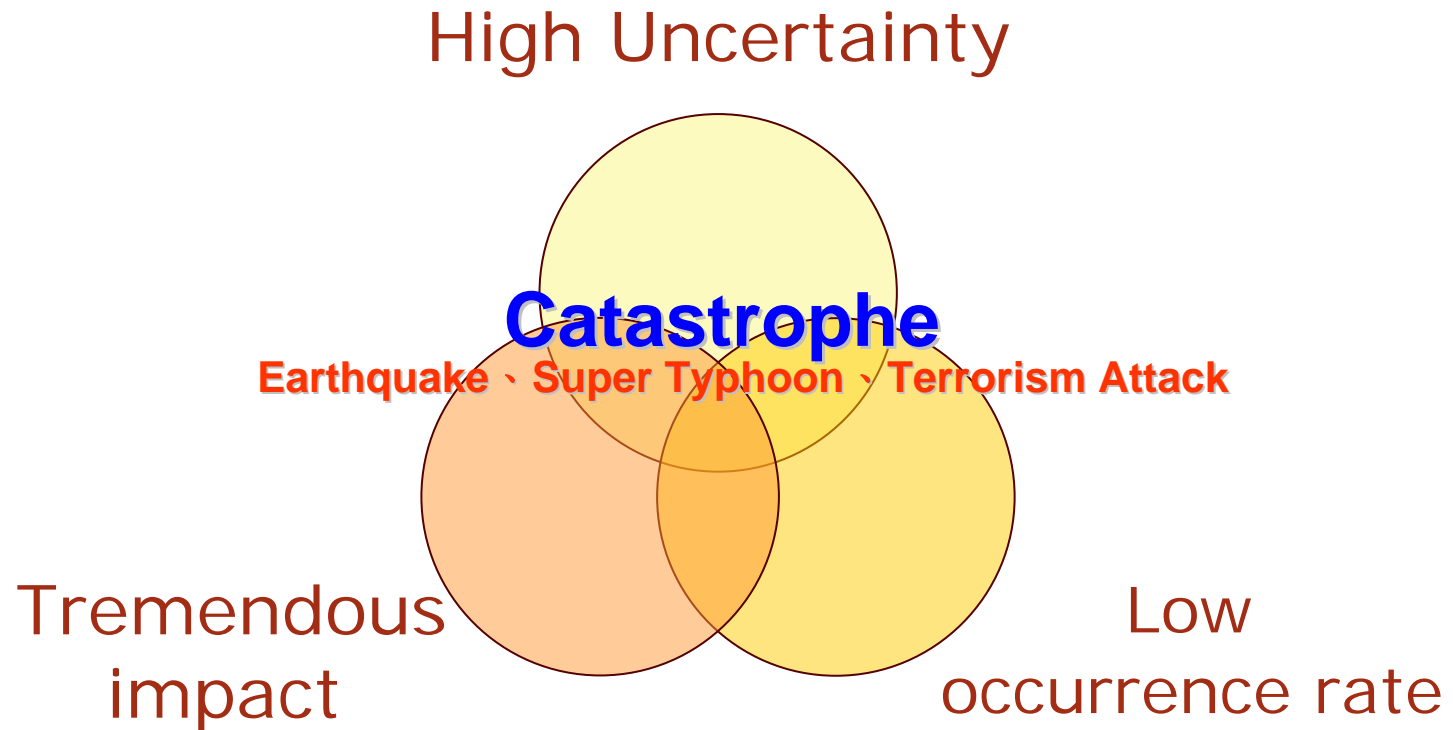 High Uncertainty
Catastrophe
Earthquake、Super Typhoon、Terrorism Attack
Tremendous
impact
Low
occurrence rate